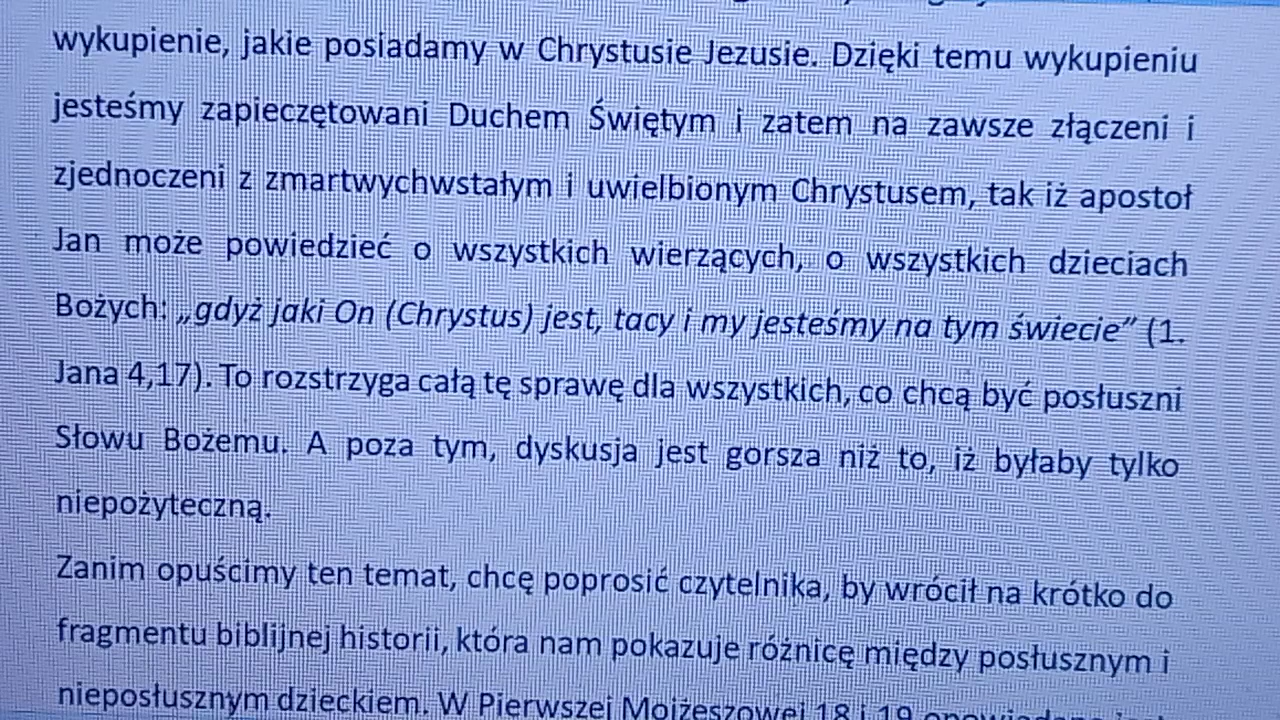 wykupienie, jakie posiadamy w Chrystusie Jezusie. Dzięki temu wykupieniu
jesteśmy zapieczętowani Duchem Świętym i zatem na zawsze złączeni i
zjednoczeni z zmartwychwstałym i uwielbionym Chrystusem, tak iż apostoł
Jan może powiedzieć o wszystkich wierzących, o wszystkich dzieciach
Bożych: „gdyż jaki On (Chrystus) jest, tacy i my jesteśmy na tym świecie” (1.
Jana 4,17). To rozstrzyga całą tę sprawę dla wszystkich, co chcą być posłuszni
Słowu Bożemu. A poza tym, dyskusja jest gorsza niż to, iż byłaby tylko
niepożyteczną.
Zanim opuścimy ten temat, chcę poprosić czytelnika, by wrócił na krótko do
fragmentu biblijnej historii, która nam pokazuje różnicę między posłusznym i
nieposłusznym dzieckiem. W Pierwszej Mojżeszowej 18 i 19